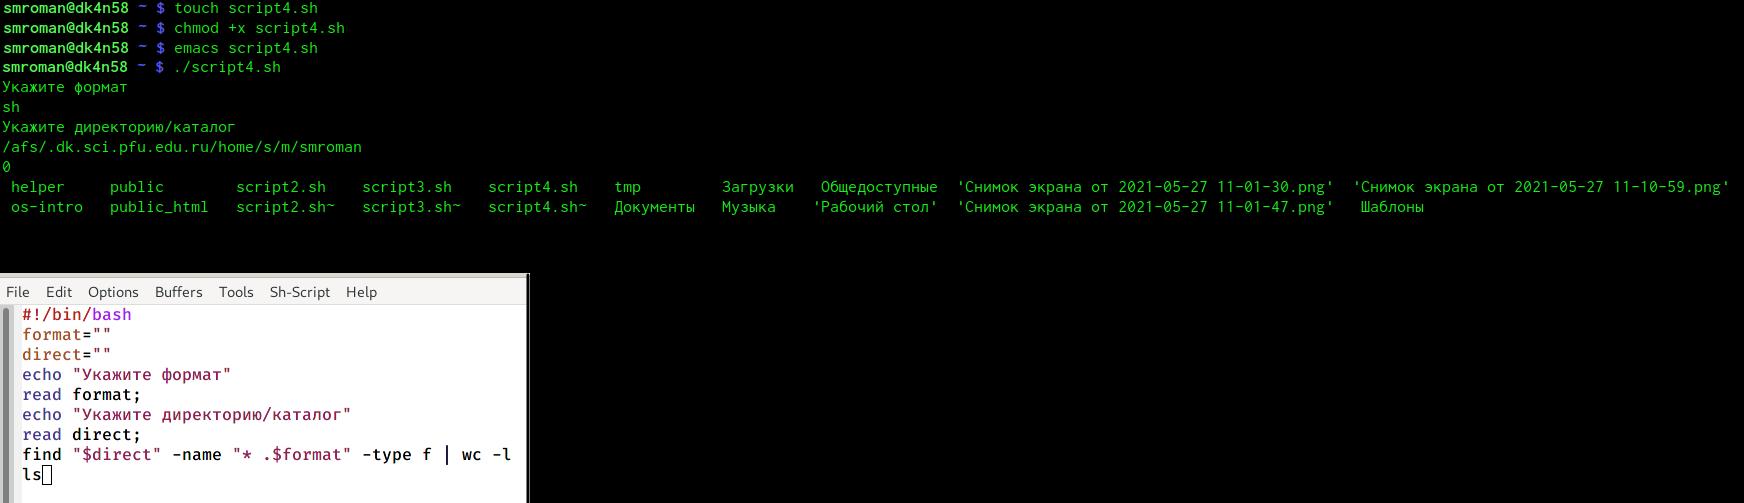 smroman@dk4n58 ~ $ touch script4.sh
smroman@dk4n58 ~ $ chmod +x script4.sh
smroman@dk4n58 ~ $ emacs script4.sh
smroman@dk4n58 ~ $ ./script4.sh
Укажите формат
sh
Укажите директорию/каталог
/afs/.dk.sci.pfu.edu.ru/home/s/m/smroman
0
helper public script2.sh script3.sh script4.sh tmp Загрузки Общедоступные 'Снимок экрана от 2021-05-27 11-01-30.png' 'Снимок экрана от 2021-05-27 11-10-59.png'
os-intro public_html script2.sh~ script3.sh~ script4.sh~ Документы Музыка 'Рабочий стол' 'Снимок экрана от 2021-05-27 11-01-47.png' Шаблоны
File Edit Options Buffers Tools Sh-Script Help
#!/bin/bash
format=""
direct=""
echo "Укажите формат"
read format;
echo "Укажите директорию/каталог"
read direct;
find "$direct" -name "* .$format" -type f | wc -l
ls